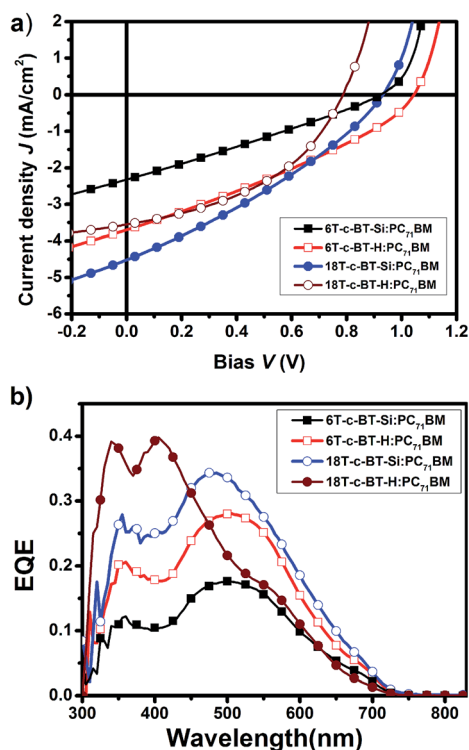 a)
Current density J (mA/cm²)
2
1
0
-1
-2
-3
-4
-5
-6
6T-c-BT-Si:PC₇₁BM
6T-c-BT-H:PC₇₁BM
18T-c-BT-Si:PC₇₁BM
18T-c-BT-H:PC₇₁BM
-0.2 0.0 0.2 0.4 0.6 0.8 1.0 1.2
Bias V (V)
b)
EQE
0.4
0.3
0.2
0.1
0.0
6T-c-BT-Si:PC₇₁BM
6T-c-BT-H:PC₇₁BM
18T-c-BT-Si:PC₇₁BM
18T-c-BT-H:PC₇₁BM
300 400 500 600 700 800
Wavelength(nm)